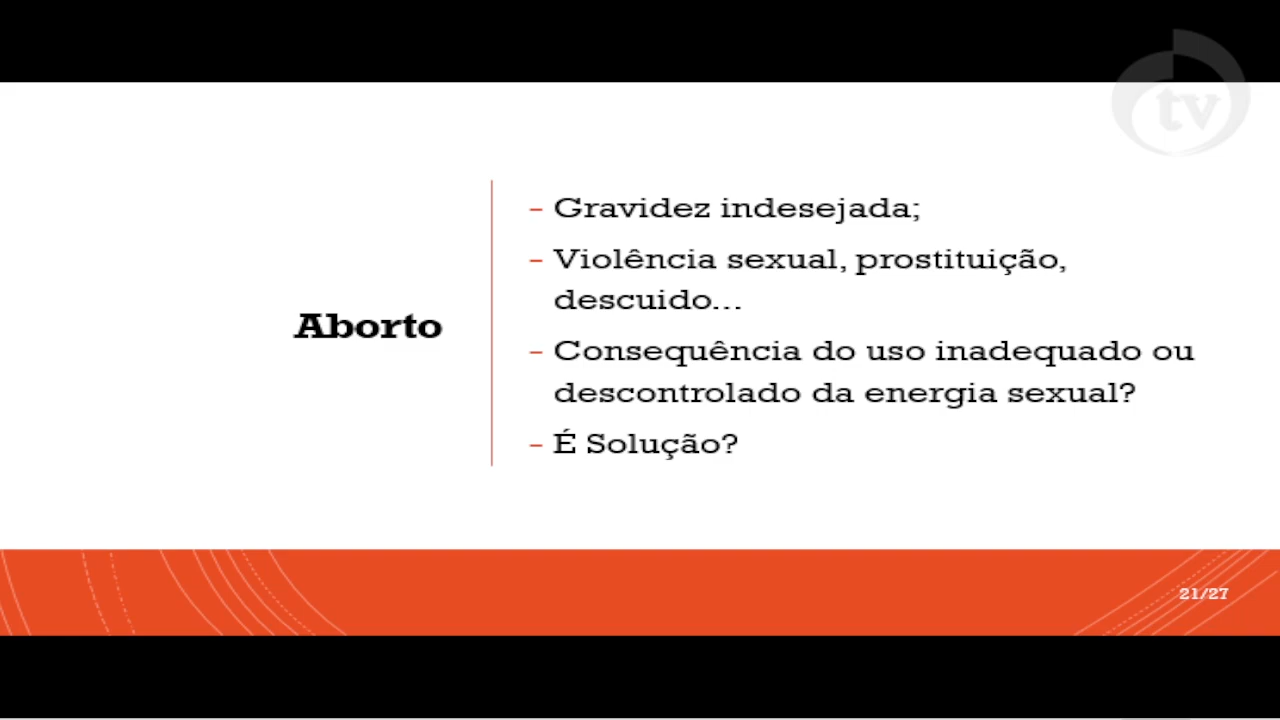 tv
Aborto
- Gravidez indesejada;
- Violência sexual, prostituição,
descuido...
- Consequência do uso inadequado ou
descontrolado da energia sexual?
- É Solução?
21/27